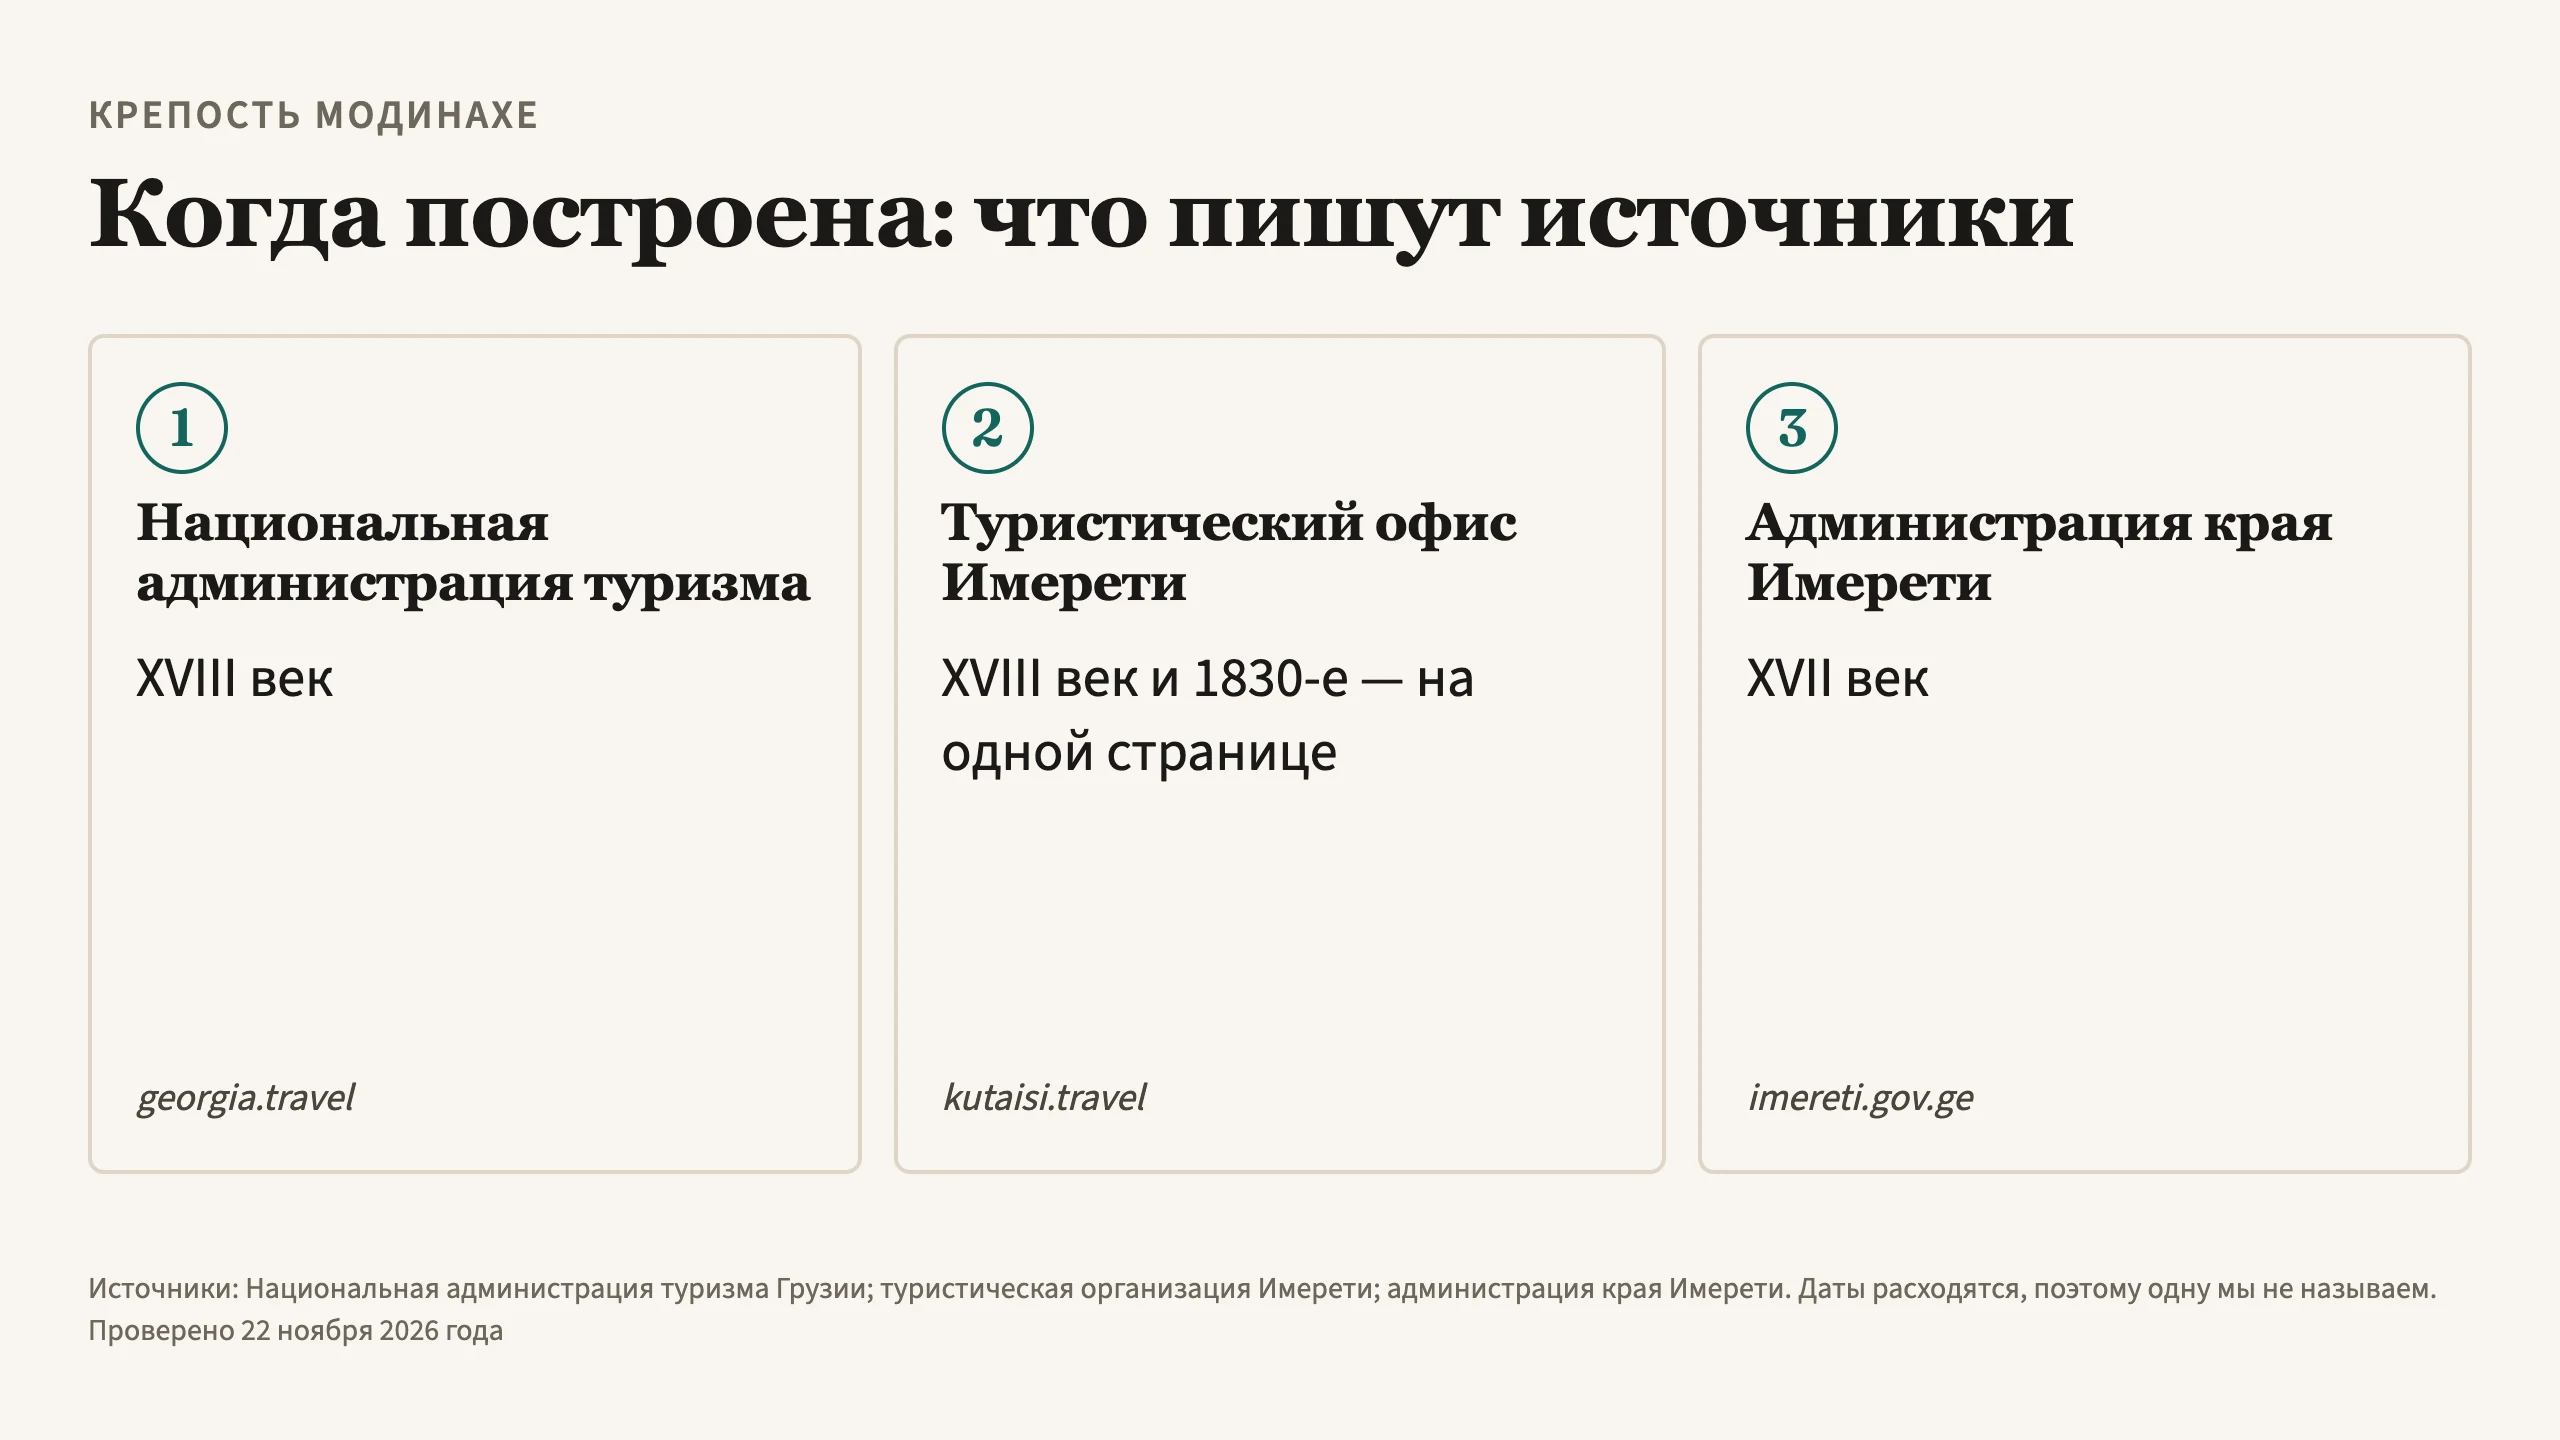 КРЕПОСТЬ МОДИНАХЕ
Когда построена: что пишут источники
1
Национальная
администрация туризма
XVIII век
georgia.travel
2
Туристический офис
Имерети
XVIII век и 1830-е — на
одной странице
kutaisi.travel
3
Администрация края
Имерети
XVII век
imereti.gov.ge
Источники: Национальная администрация туризма Грузии; туристическая организация Имерети; администрация края Имерети. Даты расходятся, поэтому одну мы не называем.
Проверено 22 ноября 2026 года